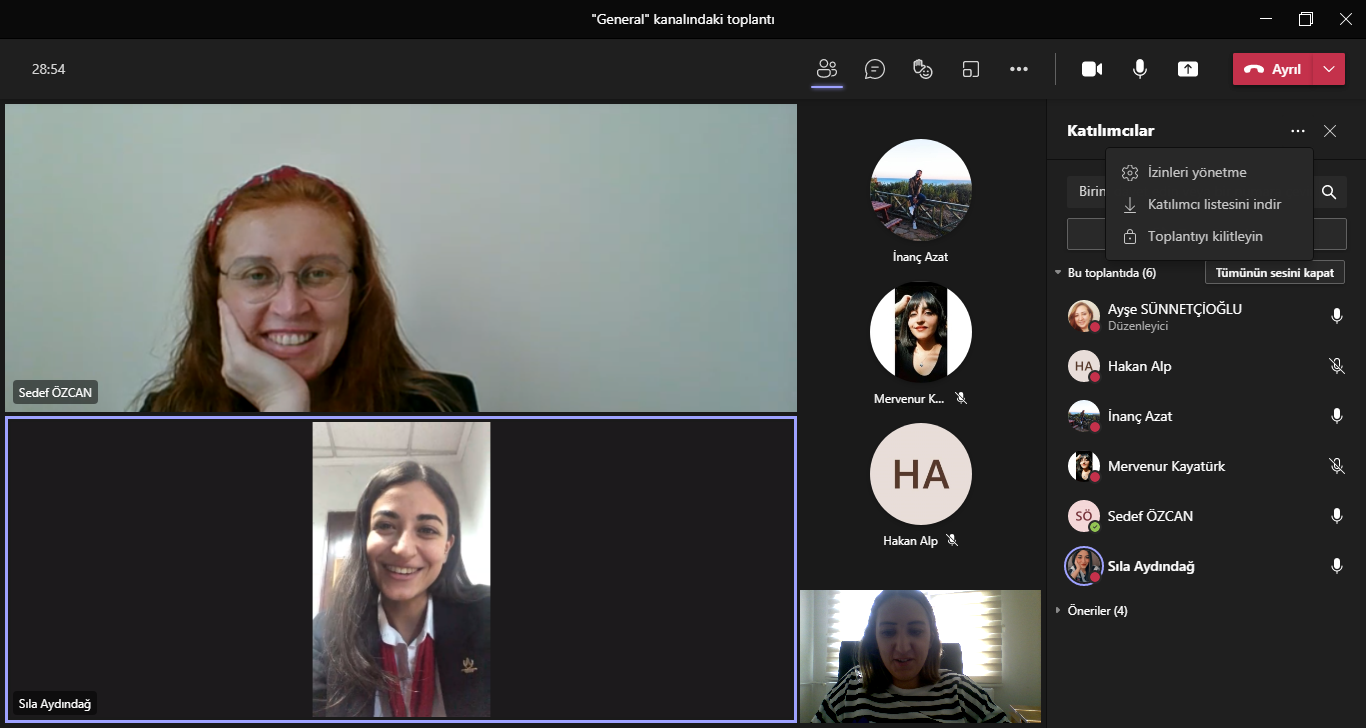 "General" kanalındaki toplantı
28:54
Ayrıl
Sedef ÖZCAN
Sıla Aydındağ
İnanç Azat
Mervenur K...
HA
Hakan Alp
Katılımcılar
İzinleri yönetme
Birin
Katılımcı listesini indir
Toplantıyı kilitleyin
Bu toplantıda (6)
Tümünün sesini kapat
Ayşe SÜNNETÇİOĞLU
Düzenleyici
HA
Hakan Alp
İnanç Azat
Mervenur Kayatürk
SÖ
Sedef ÖZCAN
Sıla Aydındağ
Öneriler (4)